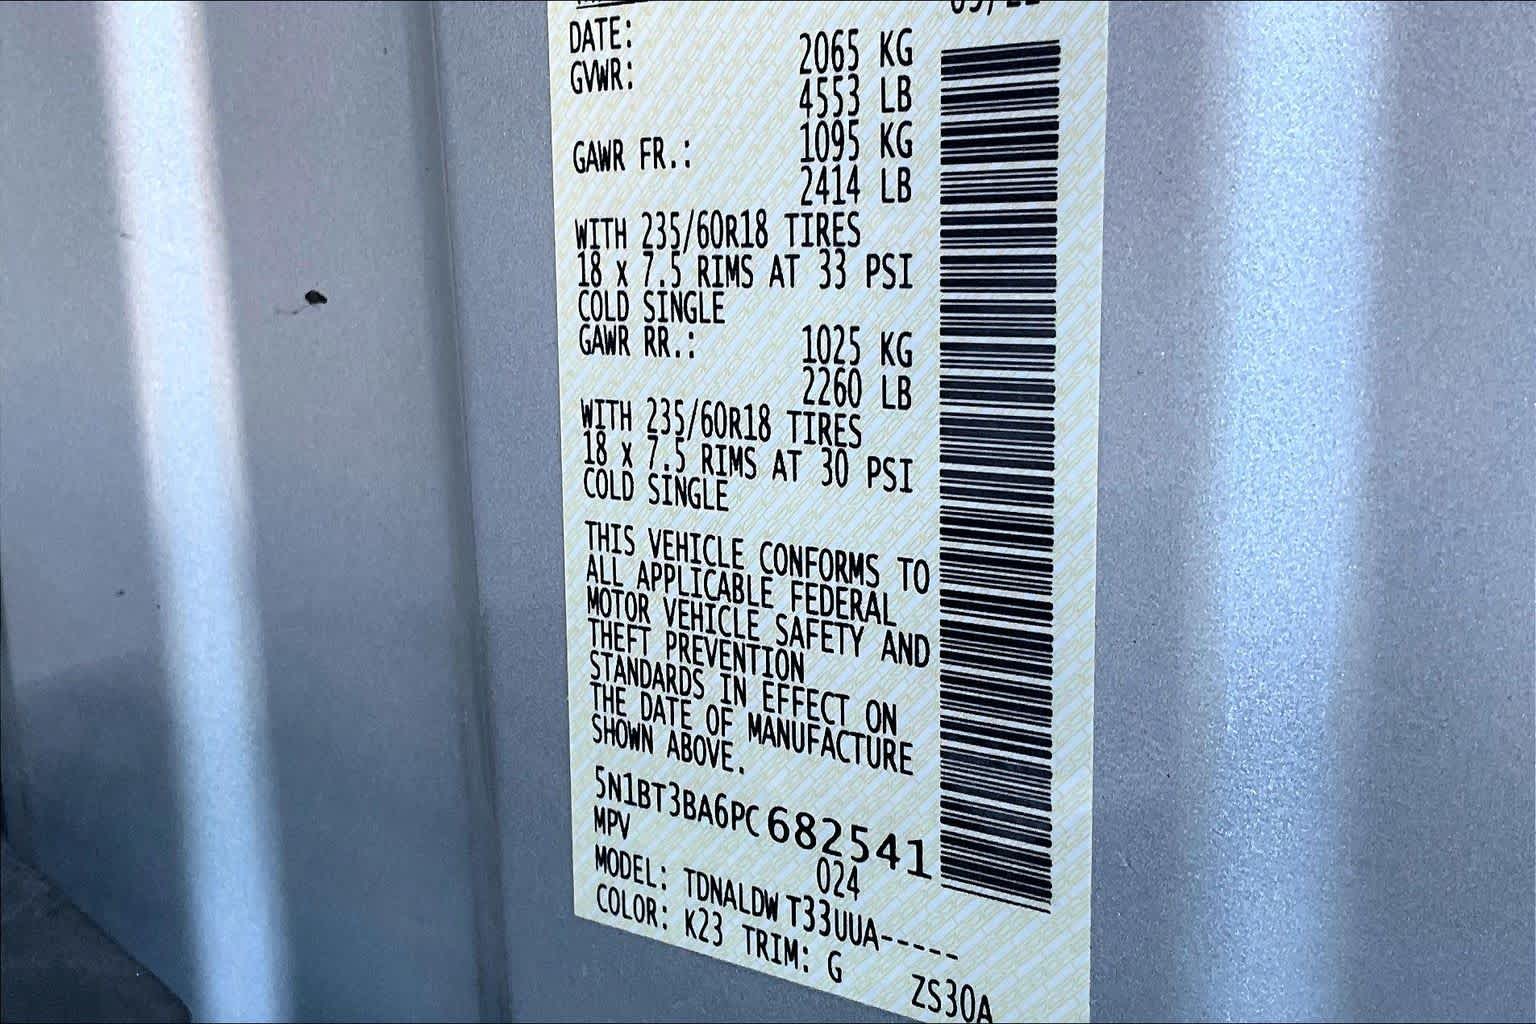 DATE:
GVWR: 2065 KG
4553 LB
GAWR FR.: 1095 KG
2414 LB
WITH 235/60R18 TIRES
18 x 7.5 RIMS AT 33 PSI
COLD SINGLE
GAWR RR.: 1025 KG
2260 LB
WITH 235/60R18 TIRES
18 x 7.5 RIMS AT 30 PSI
COLD SINGLE
THIS VEHICLE CONFORMS TO
ALL APPLICABLE FEDERAL
MOTOR VEHICLE SAFETY AND
THEFT PREVENTION
STANDARDS IN EFFECT ON
THE DATE OF MANUFACTURE
SHOWN ABOVE.
5N1BT3BA6PC682541
MPV 024
MODEL: TDNALDW T33UUA-----
COLOR: K23 TRIM: G ZS30A